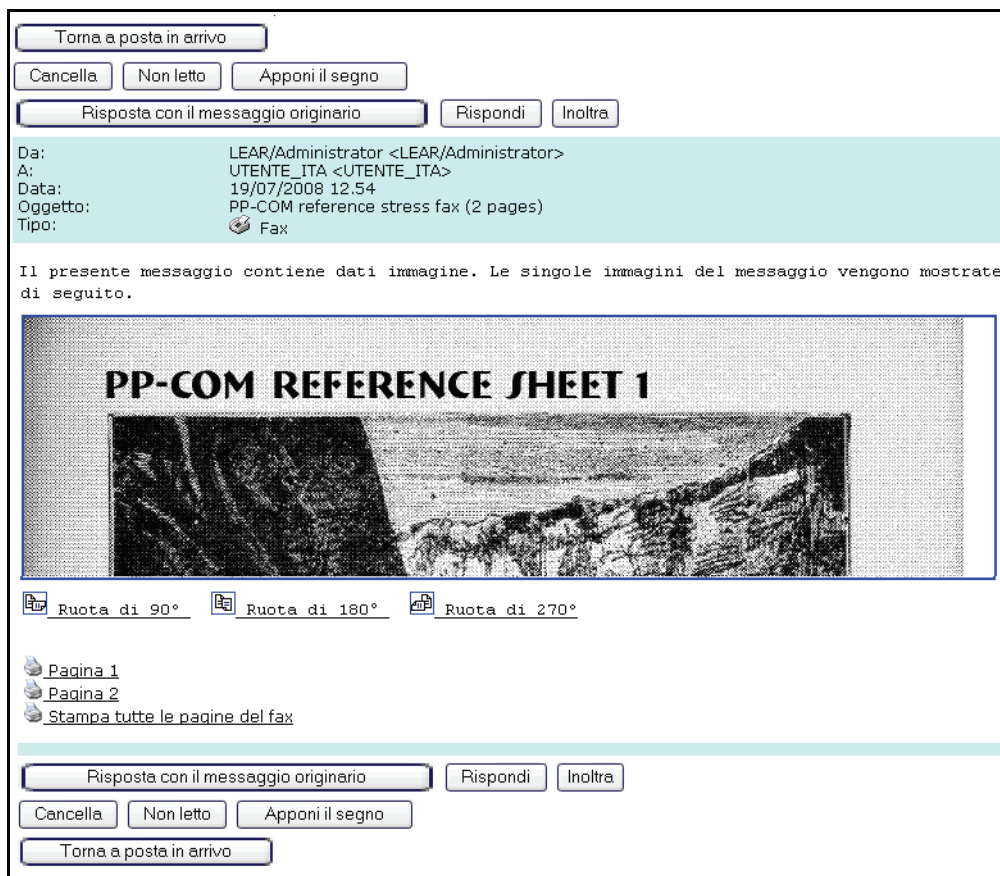 Torna a posta in arrivo
Cancella Non letto Apponi il segno
Risposta con il messaggio originario Rispondi Inoltra
Da: LEAR/Administrator <LEAR/Administrator>
A: UTENTE_ITA <UTENTE_ITA>
Data: 19/07/2008 12.54
Oggetto: PP-COM reference stress fax (2 pages)
Tipo: Fax
Il presente messaggio contiene dati immagine. Le singole immagini del messaggio vengono mostrate
di seguito.
PP-COM REFERENCE SHEET 1
Ruota di 90° Ruota di 180° Ruota di 270°
Pagina 1
Pagina 2
Stampa tutte le pagine del fax
Risposta con il messaggio originario Rispondi Inoltra
Cancella Non letto Apponi il segno
Torna a posta in arrivo